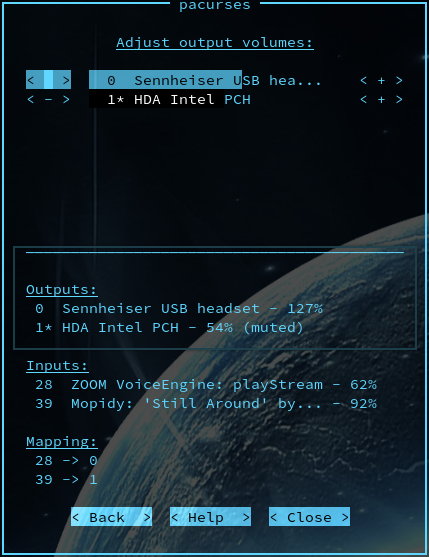 pacurses
Adjust output volumes:
< - > 0 Sennheiser USB hea... < + >
< - > 1* HDA Intel PCH < + >
Outputs:
0 Sennheiser USB headset - 127%
1* HDA Intel PCH - 54% (muted)
Inputs:
28 ZOOM VoiceEngine: playStream - 62%
39 Mopidy: 'Still Around' by... - 92%
Mapping:
28 -> 0
39 -> 1
< Back > < Help > < Close >